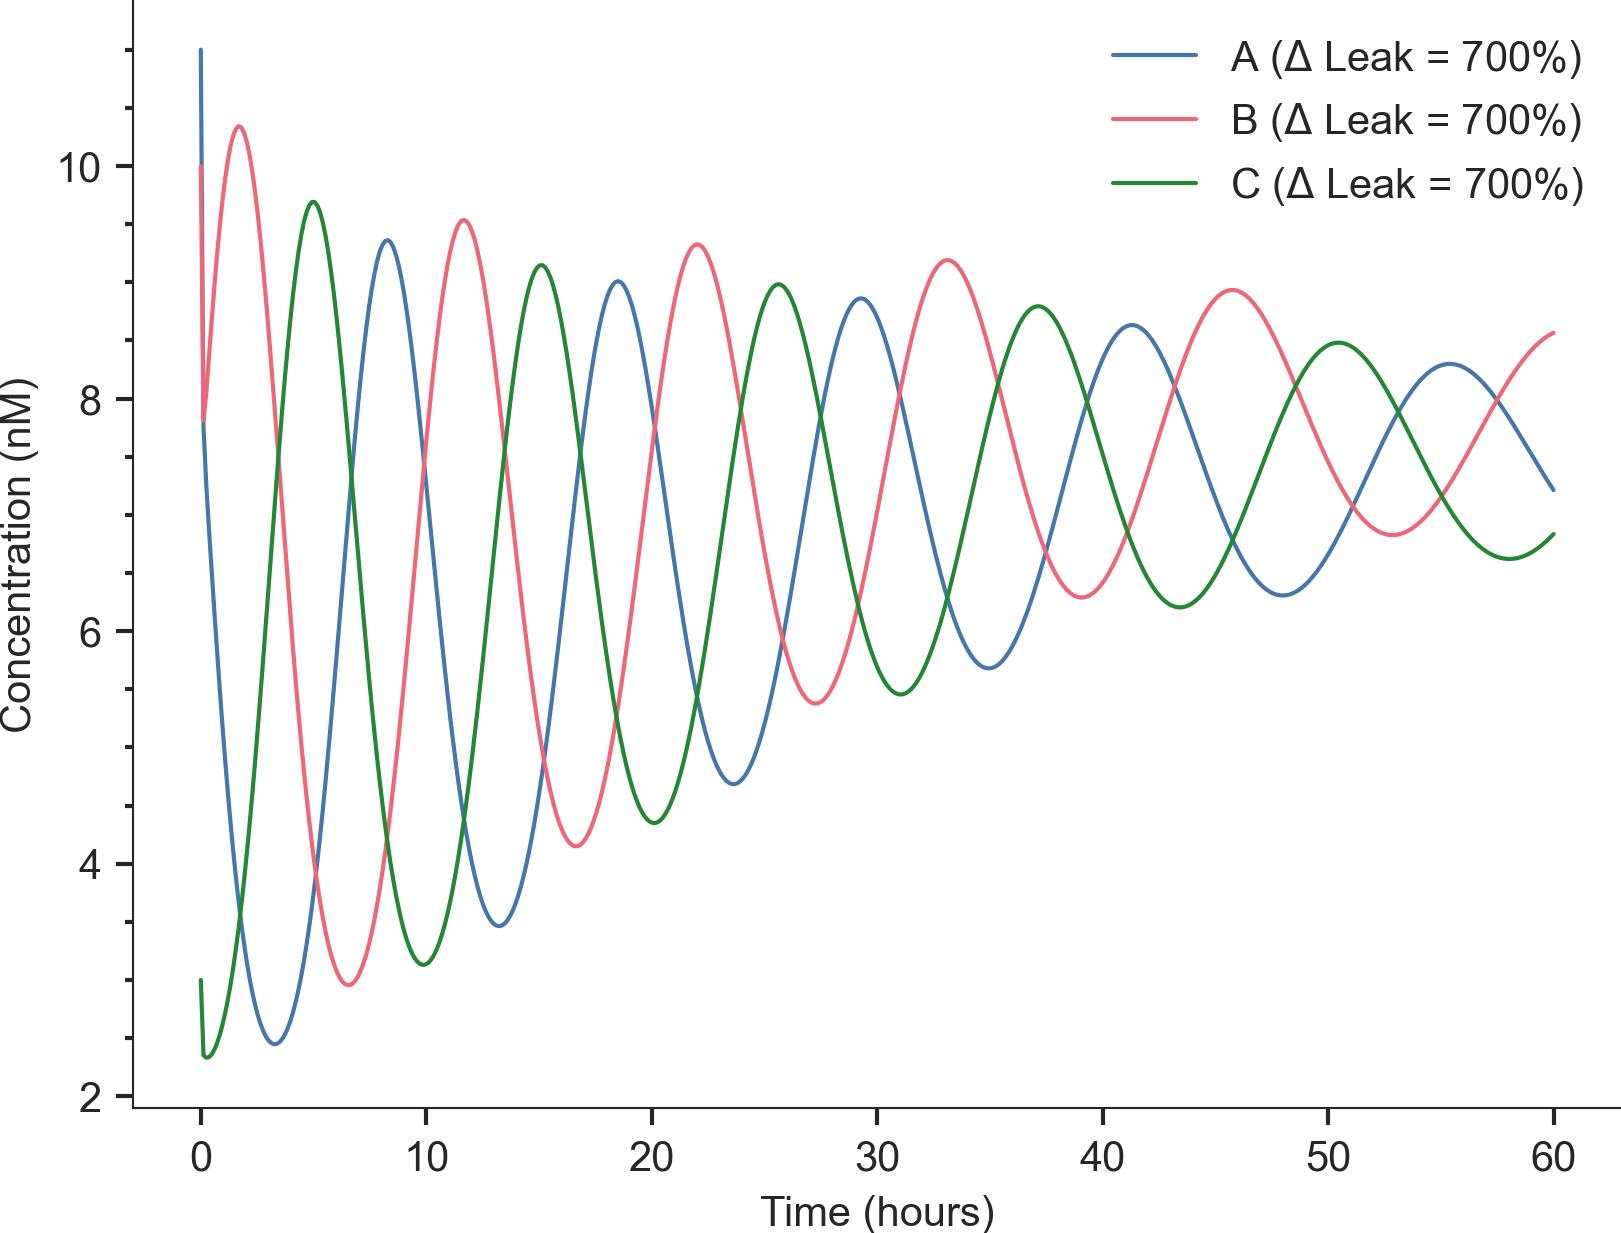 A (Δ Leak = 700%)
B (Δ Leak = 700%)
C (Δ Leak = 700%)
Concentration (nM)
10
8
6
4
2
0 10 20 30 40 50 60
Time (hours)